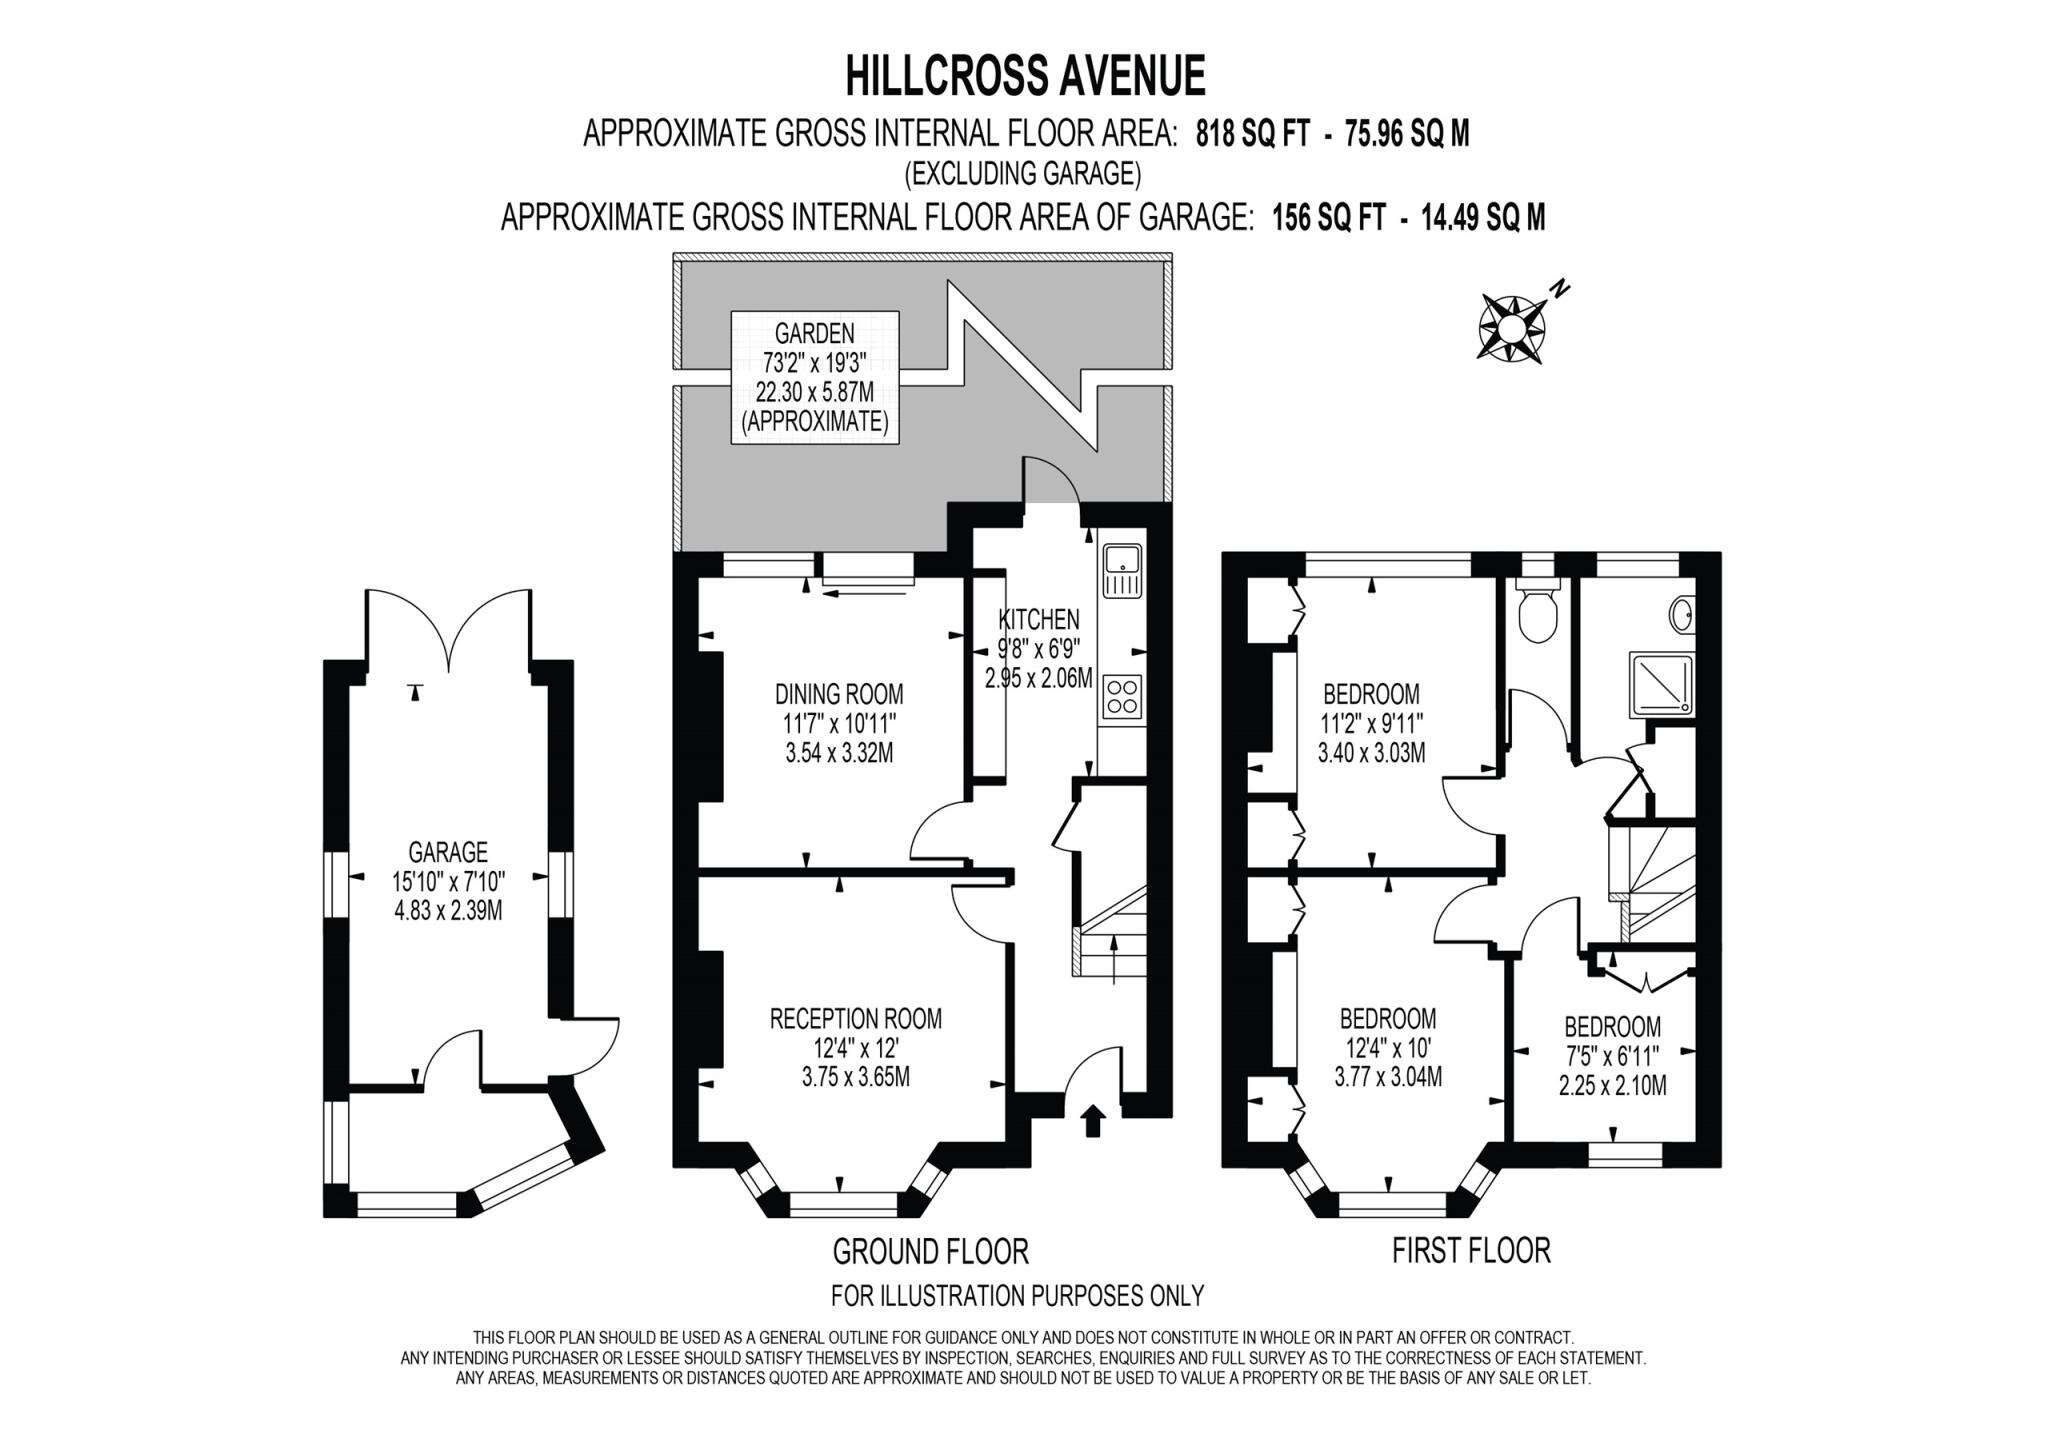 HILLCROSS AVENUE
APPROXIMATE GROSS INTERNAL FLOOR AREA: 818 SQ FT - 75.96 SQ M
(EXCLUDING GARAGE)
APPROXIMATE GROSS INTERNAL FLOOR AREA OF GARAGE: 156 SQ FT - 14.49 SQ M
N
GARDEN
73'2" x 19'3"
22.30 x 5.87M
(APPROXIMATE)
KITCHEN
9'8" x 6'9"
2.95 x 2.06M
DINING ROOM
11'7" x 10'11"
3.54 x 3.32M
BEDROOM
11'2" x 9'11"
3.40 x 3.03M
GARAGE
15'10" x 7'10"
4.83 x 2.39M
RECEPTION ROOM
12'4" x 12'
3.75 x 3.65M
BEDROOM
12'4" x 10'
3.77 x 3.04M
BEDROOM
7'5" x 6'11"
2.25 x 2.10M
GROUND FLOOR
FIRST FLOOR
FOR ILLUSTRATION PURPOSES ONLY
THIS FLOOR PLAN SHOULD BE USED AS A GENERAL OUTLINE FOR GUIDANCE ONLY AND DOES NOT CONSTITUTE IN WHOLE OR IN PART AN OFFER OR CONTRACT.
ANY INTENDING PURCHASER OR LESSEE SHOULD SATISFY THEMSELVES BY INSPECTION, SEARCHES, ENQUIRIES AND FULL SURVEY AS TO THE CORRECTNESS OF EACH STATEMENT.
ANY AREAS, MEASUREMENTS OR DISTANCES QUOTED ARE APPROXIMATE AND SHOULD NOT BE USED TO VALUE A PROPERTY OR BE THE BASIS OF ANY SALE OR LET.